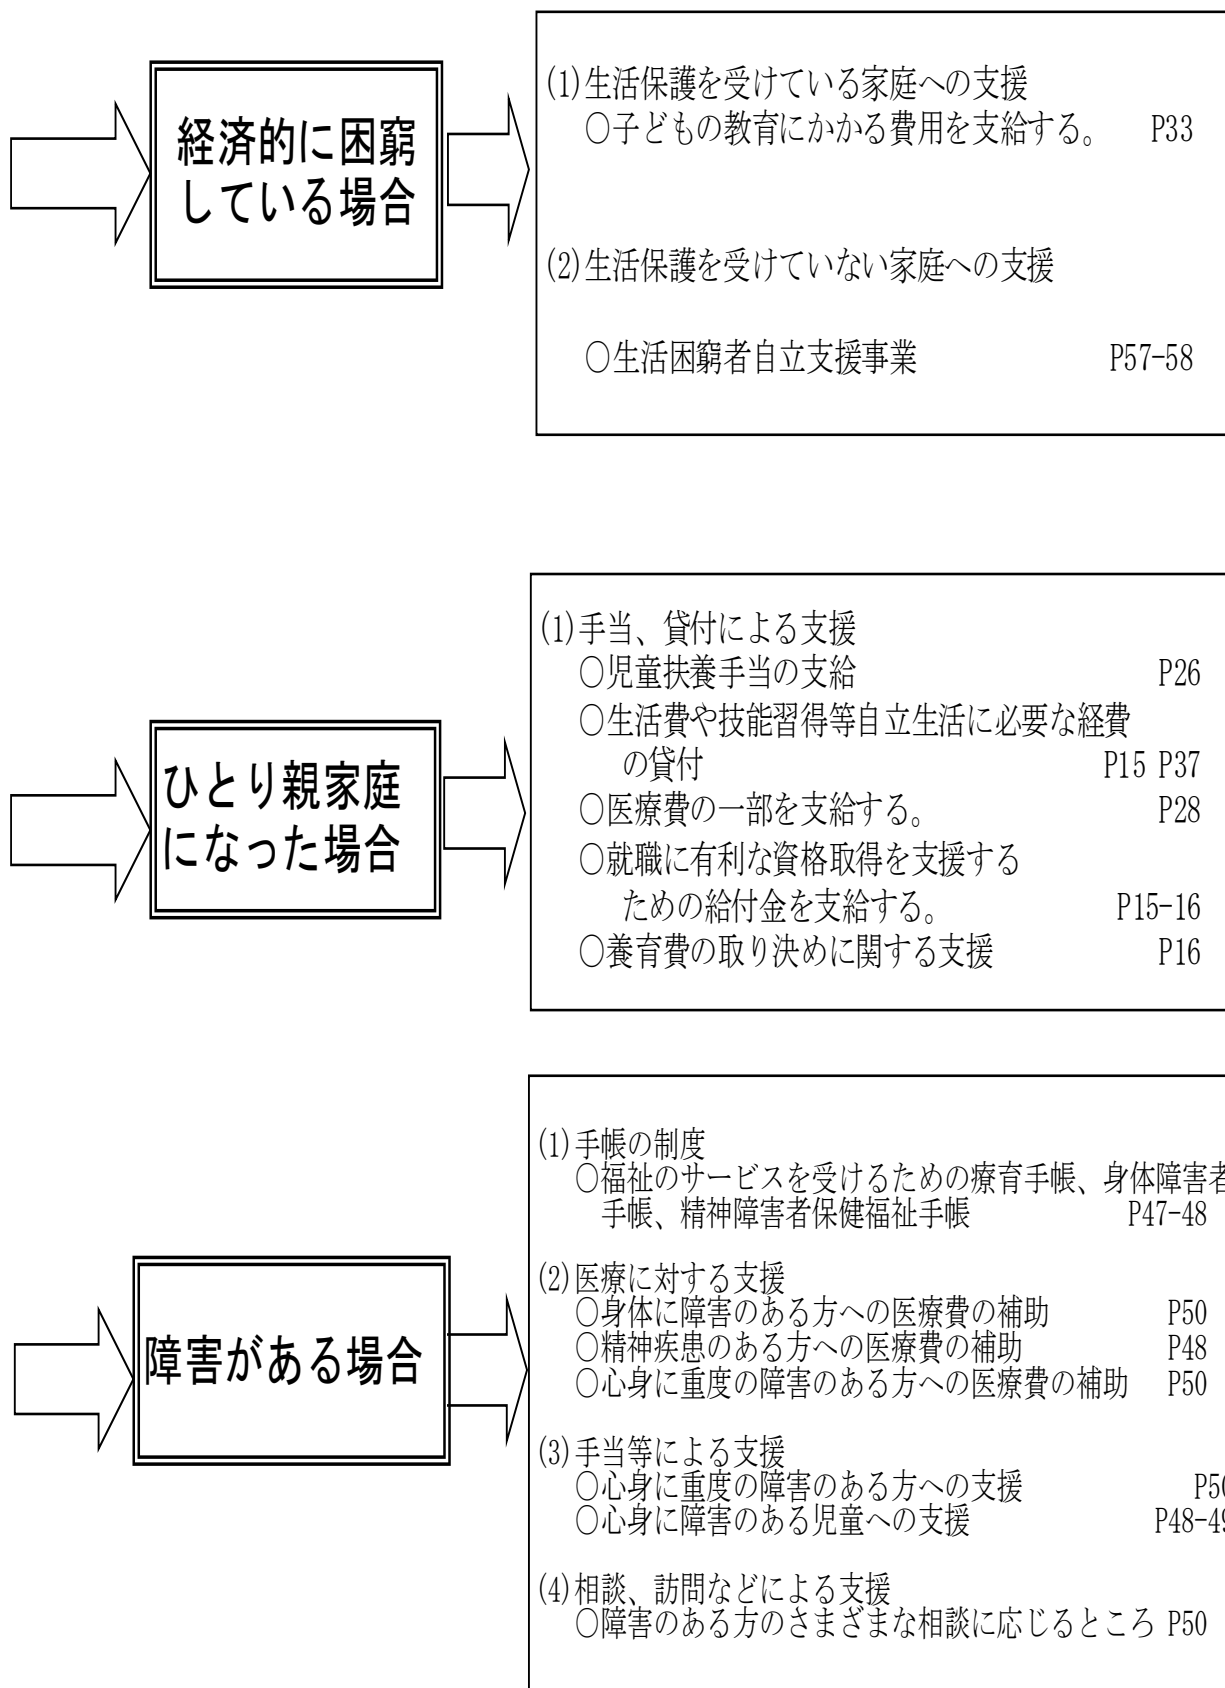 経済的に困窮
している場合
(1)生活保護を受けている家庭への支援
○子どもの教育にかかる費用を支給する。 P33
(2)生活保護を受けていない家庭への支援
○生活困窮者自立支援事業 P57-58
ひとり親家庭
になった場合
(1)手当、貸付による支援
○児童扶養手当の支給 P26
○生活費や技能習得等自立生活に必要な経費
の貸付 P15 P37
○医療費の一部を支給する。 P28
○就職に有利な資格取得を支援する
ための給付金を支給する。 P15-16
○養育費の取り決めに関する支援 P16
障害がある場合
(1)手帳の制度
○福祉のサービスを受けるための療育手帳、身体障害者
手帳、精神障害者保健福祉手帳 P47-48
(2)医療に対する支援
○身体に障害のある方への医療費の補助 P50
○精神疾患のある方への医療費の補助 P48
○心身に重度の障害のある方への医療費の補助 P50
(3)手当等による支援
○心身に重度の障害のある方への支援 P50
○心身に障害のある児童への支援 P48-49
(4)相談、訪問などによる支援
○障害のある方のさまざまな相談に応じるところ P50